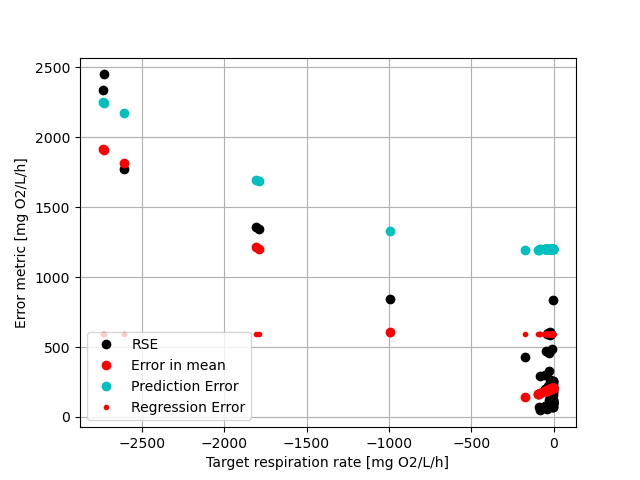 2500
2000
1500
1000
500
0
Error metric [mg O2/L/h]
RSE
Error in mean
Prediction Error
Regression Error
−2500 −2000 −1500 −1000 −500 0
Target respiration rate [mg O2/L/h]